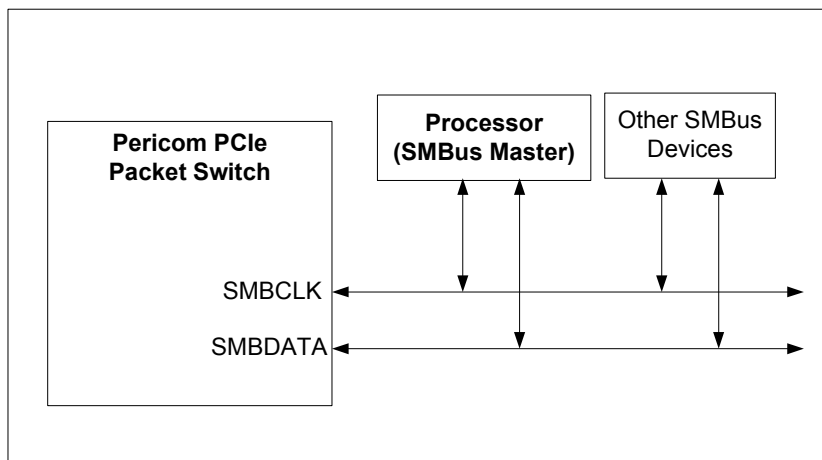 Pericom PCIe
Packet Switch
Processor
(SMBus Master)
Other SMBus
Devices
SMBCLK
SMBDATA